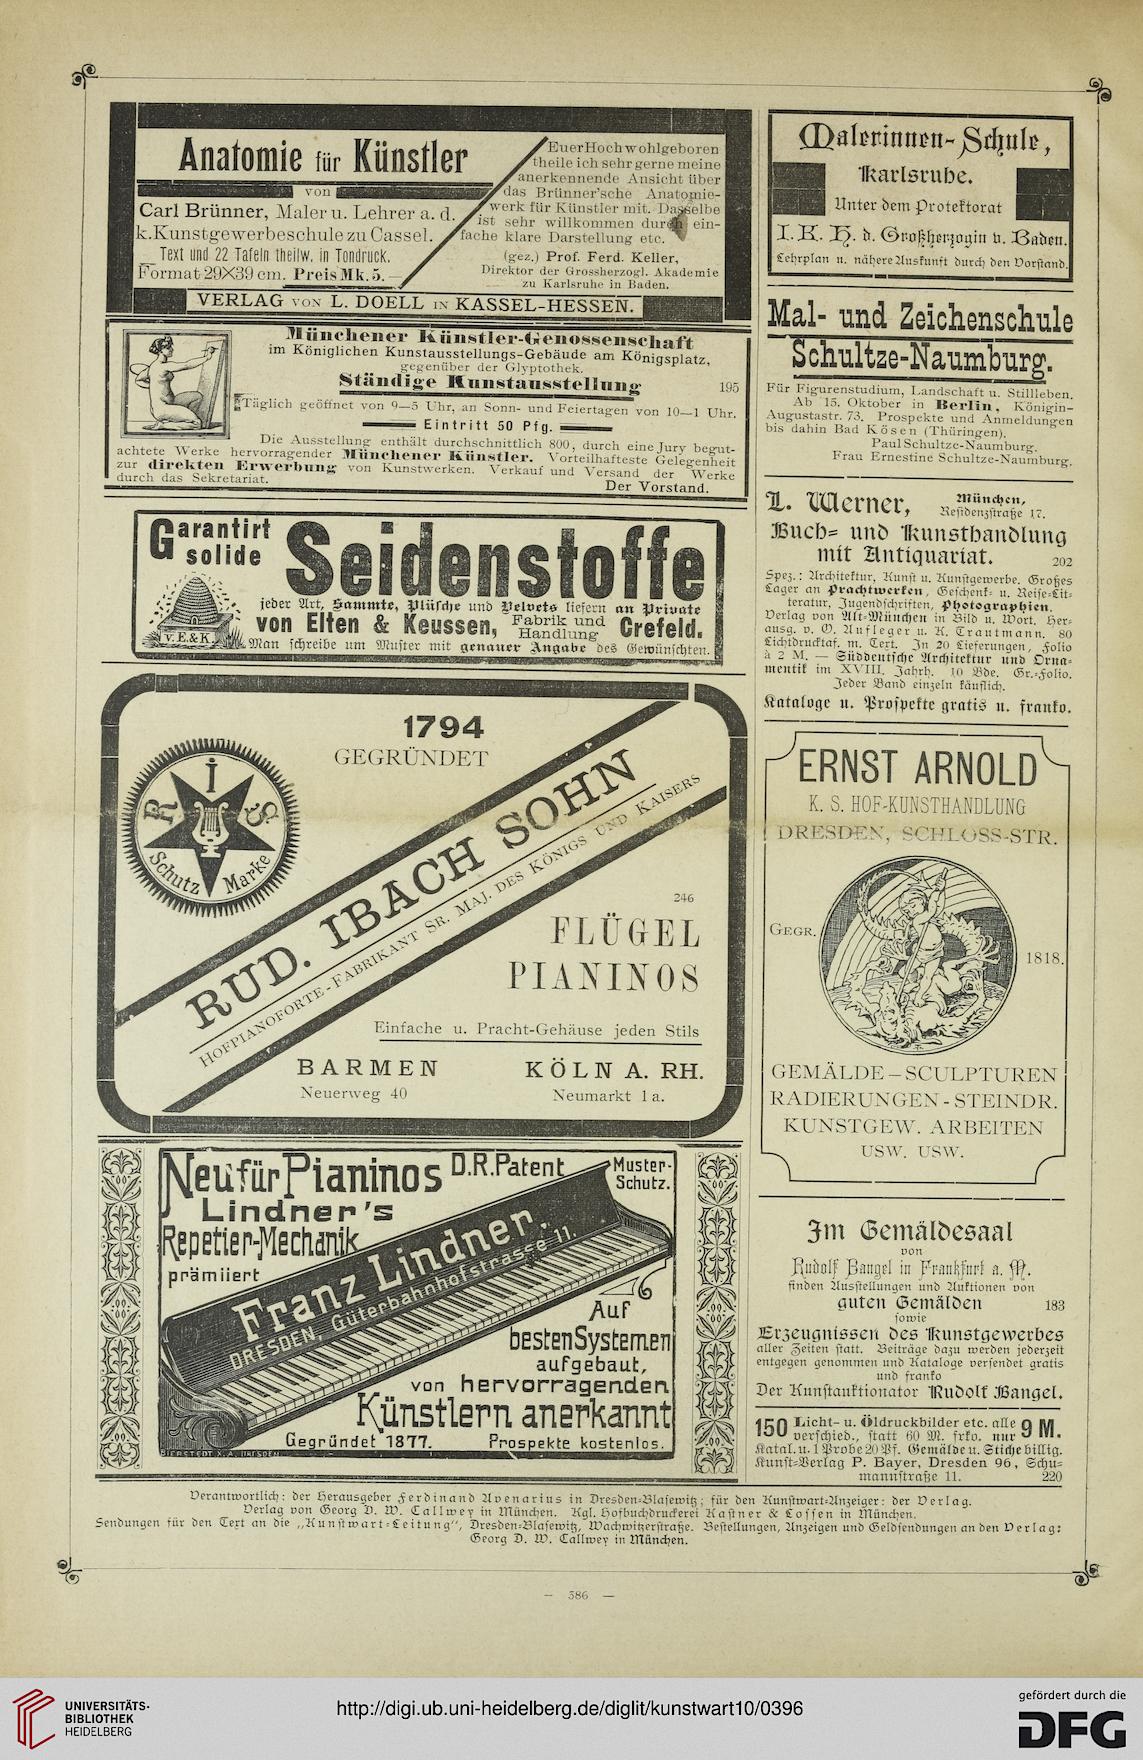 Anatomie für Künstler
von
Carl Brünner, Maler u. Lehrer a. d.
k. Kunstgewerbeschule zu Cassel.
Text und 22 Tafeln theilw. in Tondruck.
Format 29X39 cm. Preis Mk. 5.—
Euer Hoch wohlgeboren
theile ich sehr gerne meine
anerkennende Ansicht über
das Brünner'sche Anatomie-
werk für Künstler mit. Dasselbe
ist sehr willkommen durch ein-
fache klare Darstellung etc.
(gez.) Prof. Ferd. Keller,
Direktor der Grossherzogl. Akademie
zu Karlsruhe in Baden.
VERLAG VON L. DOELL IN KASSEL-HESSEN.
Münchener Künstler-Genossenschaft
im Königlichen Kunstausstellungs-Gebäude am Königsplatz,
gegenüber der Glyptothek.
Ständige Kunstausstellung 195
Täglich geöffnet von 9—5 Uhr, an Sonn- und Feiertagen von 10—1 Uhr.
Eintritt 50 Pfg.
Die Ausstellung enthält durchschnittlich 800, durch eine Jury begut-
achtete Werke hervorragender Münchener Künstler. Vorteilhafteste Gelegenheit
zur direkten Erwerbung von Kunstwerken. Verkauf und Versand der Werke
durch das Sekretariat. Der Vorstand.
Garantirt
solide
Seidenstoffe
jeder Art, Sammte, Plüsche und Velvets liefern an Private
von Elten & Keussen, Fabrik und Handlung Crefeld.
v. E. & K.
Man schreibe um Muster mit genauer Angabe des Gewünschten.
1794
GEGRÜNDET
R I S
Schutz Marke
RUD. IBACH SOHN
HOFPIANOFORTE-FABRIKANT SR. MAJ. DES KÖNIGS UND KAISERS
246
FLÜGEL
PIANINOS
Einfache u. Pracht-Gehäuse jeden Stils
BARMEN KÖLN A. RH.
Neuerweg 40 Neumarkt 1 a.
Neu für Pianinos D.R.Patent Muster-
Schutz.
Lindner's
Repetier-Mechanik
prämiiert
Franz Lindner.
DRESDEN, Güterbahnhofstrasse 11.
Auf
besten Systemen
aufgebaut,
von hervorragenden
Künstlern anerkannt
Gegründet 1877. Prospekte kostenlos.
Malerinnen-Schule,
Karlsruhe.
Unter dem Protektorat
I. K. H. d. Großherzogin v. Baden.
Lehrplan u. nähere Auskunft durch den Vorstand.
Mal- und Zeichenschule
Schultze-Naumburg.
Für Figurenstudium, Landschaft u. Stillleben.
Ab 15. Oktober in Berlin, Königin-
Augustastr. 73. Prospekte und Anmeldungen
bis dahin Bad Kösen (Thüringen).
Paul Schultze-Naumburg.
Frau Ernestine Schultze-Naumburg.
L. Werner, München,
Residenzstraße 17.
Buch- und Kunsthandlung
mit Antiquariat. 202
Spez.: Architektur, Kunst u. Kunstgewerbe. Großes
Lager an Prachtwerken, Geschenk- u. Reise-Lit-
teratur, Jugendschriften, Photographien.
Verlag von Alt-München in Bild u. Wort. Her-
ausg. v. O. Aufleger u. K. Trautmann. 80
Lichtdrucktaf. m. Text. In 20 Lieferungen, Folio
à 2 M. — Süddeutsche Architektur und Orna-
mentik im XVIII. Jahrh. 10 Bde. Gr.-Folio.
Jeder Band einzeln käuflich.
Kataloge u. Prospekte gratis u. franko.
ERNST ARNOLD
K. S. HOF-KUNSTHANDLUNG
DRESDEN, SCHLOSS-STR.
GEGR. 1818.
GEMÄLDE – SCULPTUREN
RADIERUNGEN - STEINDR.
KUNSTGEW. ARBEITEN
USW. USW.
Im Gemäldesaal
von
Rudolf Bangel in Frankfurt a. M.
finden Ausstellungen und Auktionen von
guten Gemälden 183
sowie
Erzeugnissen des Kunstgewerbes
aller Zeiten statt. Beiträge dazu werden jederzeit
entgegen genommen und Kataloge versendet gratis
und franko
Der Kunstauktionator Rudolf Bangel.
150 Licht- u. Öldruckbilder etc. alle
verschied., statt 60 M. frko. nur 9 M.
Katal. u. 1 Probe 20 Pf. Gemälde u. Stiche billig.
Kunst-Verlag P. Bayer, Dresden 96, Schu-
mannstraße 11. 220
Verantwortlich: der Herausgeber Ferdinand Avenarius in Dresden-Blasewitz; für den Kunstwart-Anzeiger: der Verlag.
Verlag von Georg D. W. Callwey in München. Kgl. Hofbuchdruckerei Kastner & Lossen in München.
Sendungen für den Text an die „Kunstwart-Leitung", Dresden-Blasewitz, Wachwitzerstraße. Bestellungen, Anzeigen und Geldsendungen an den Verlag:
Georg D. W. Callwey in München.
— 386 —
UNIVERSITÄTS-
BIBLIOTHEK
HEIDELBERG
http://digi.ub.uni-heidelberg.de/diglit/kunstwart10/0396
gefördert durch die
DFG